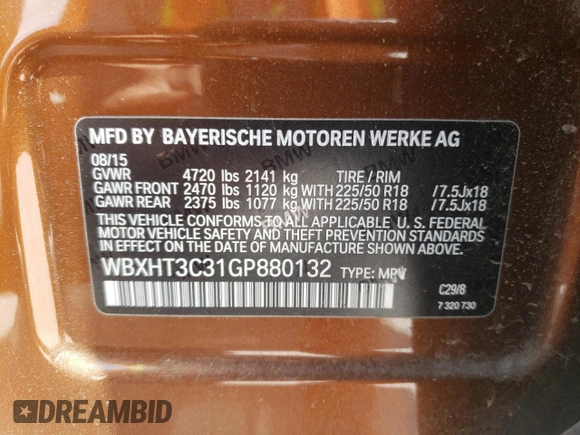 MFD BY BAYERISCHE MOTOREN WERKE AG
08/15
GVWR 4720 lbs 2141 kg TIRE / RIM
GAWR FRONT 2470 lbs 1120 kg WITH 225/50 R18 /7.5Jx18
GAWR REAR 2375 lbs 1077 kg WITH 225/50 R18 /7.5Jx18
THIS VEHICLE CONFORMS TO ALL APPLICABLE U. S. FEDERAL
MOTOR VEHICLE SAFETY AND THEFT PREVENTION STANDARDS
IN EFFECT ON THE DATE OF MANUFACTURE SHOWN ABOVE.
WBXHT3C31GP880132 TYPE: MPV
C29/8
7 320 730
DREAMBID